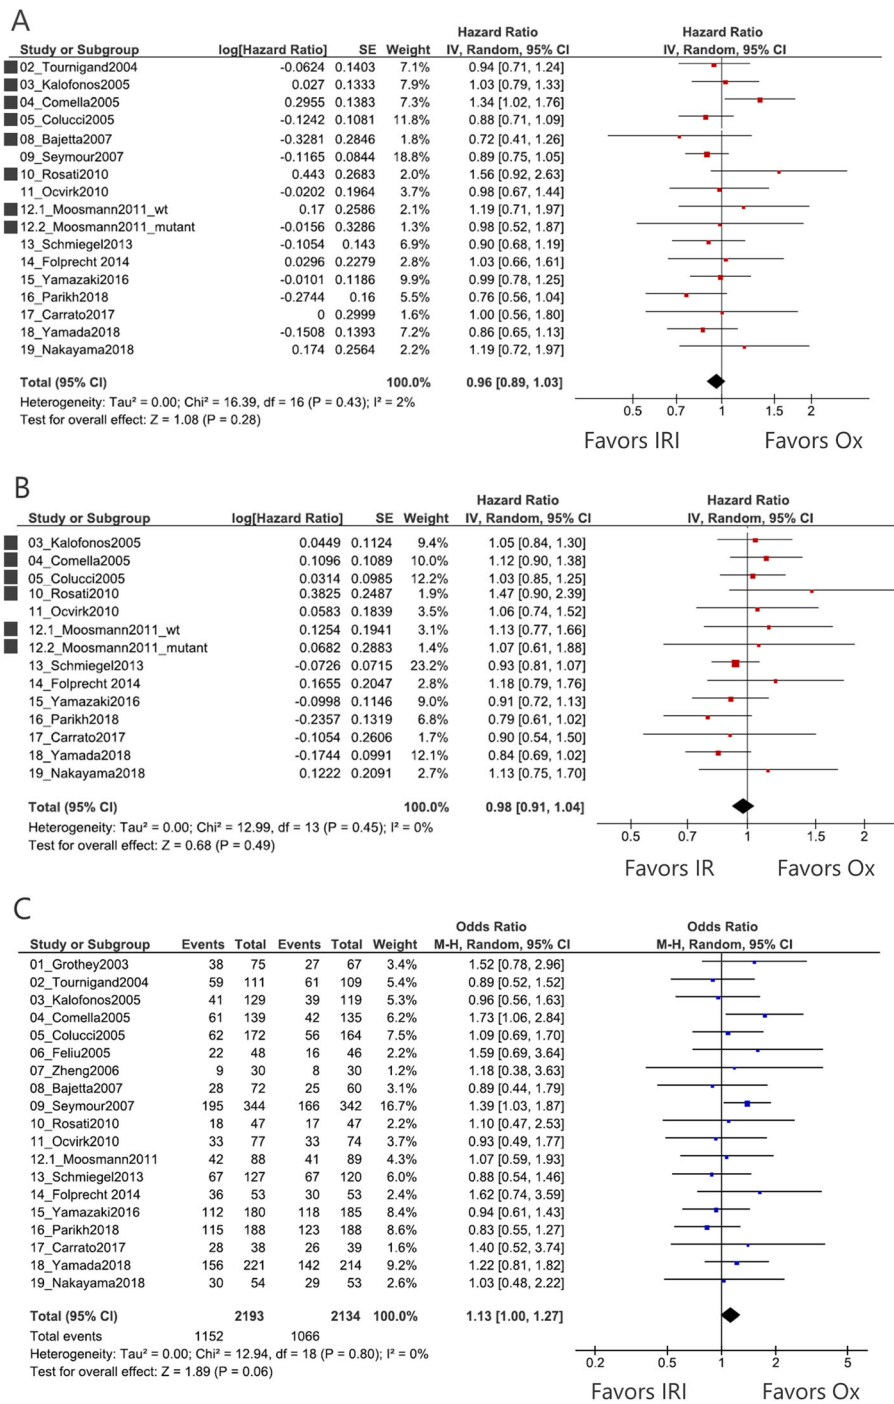 A
Hazard Ratio Hazard Ratio
Study or Subgroup log[Hazard Ratio] SE Weight IV, Random, 95% CI IV, Random, 95% CI
02_Tournigand2004 -0.0624 0.1403 7.1% 0.94 [0.71, 1.24]
03_Kalofonos2005 0.027 0.1333 7.9% 1.03 [0.79, 1.33]
04_Comella2005 0.2955 0.1383 7.3% 1.34 [1.02, 1.76]
05_Colucci2005 -0.1242 0.1081 11.8% 0.88 [0.71, 1.09]
08_Bajetta2007 -0.3281 0.2846 1.8% 0.72 [0.41, 1.26]
09_Seymour2007 -0.1165 0.0844 18.8% 0.89 [0.75, 1.05]
10_Rosati2010 0.443 0.2683 2.0% 1.56 [0.92, 2.63]
11_Ocvirk2010 -0.0202 0.1964 3.7% 0.98 [0.67, 1.44]
12.1_Moosmann2011_wt 0.17 0.2586 2.1% 1.19 [0.71, 1.97]
12.2_Moosmann2011_mutant -0.0156 0.3286 1.3% 0.98 [0.52, 1.87]
13_Schmiegel2013 -0.1054 0.143 6.9% 0.90 [0.68, 1.19]
14_Folprecht 2014 0.0296 0.2279 2.8% 1.03 [0.66, 1.61]
15_Yamazaki2016 -0.0101 0.1186 9.9% 0.99 [0.78, 1.25]
16_Parikh2018 -0.2744 0.16 5.5% 0.76 [0.56, 1.04]
17_Carrato2017 0 0.2999 1.6% 1.00 [0.56, 1.80]
18_Yamada2018 -0.1508 0.1393 7.2% 0.86 [0.65, 1.13]
19_Nakayama2018 0.174 0.2564 2.2% 1.19 [0.72, 1.97]
Total (95% CI) 100.0% 0.96 [0.89, 1.03]
Heterogeneity: Tau² = 0.00; Chi² = 16.39, df = 16 (P = 0.43); I² = 2%
Test for overall effect: Z = 1.08 (P = 0.28)
0.5 0.7 1 1.5 2
Favors IRI Favors Ox
B
Hazard Ratio Hazard Ratio
Study or Subgroup log[Hazard Ratio] SE Weight IV, Random, 95% CI IV, Random, 95% CI
03_Kalofonos2005 0.0449 0.1124 9.4% 1.05 [0.84, 1.30]
04_Comella2005 0.1096 0.1089 10.0% 1.12 [0.90, 1.38]
05_Colucci2005 0.0314 0.0985 12.2% 1.03 [0.85, 1.25]
10_Rosati2010 0.3825 0.2487 1.9% 1.47 [0.90, 2.39]
11_Ocvirk2010 0.0583 0.1839 3.5% 1.06 [0.74, 1.52]
12.1_Moosmann2011_wt 0.1254 0.1941 3.1% 1.13 [0.77, 1.66]
12.2_Moosmann2011_mutant 0.0682 0.2883 1.4% 1.07 [0.61, 1.88]
13_Schmiegel2013 -0.0726 0.0715 23.2% 0.93 [0.81, 1.07]
14_Folprecht 2014 0.1655 0.2047 2.8% 1.18 [0.79, 1.76]
15_Yamazaki2016 -0.0998 0.1146 9.0% 0.91 [0.72, 1.13]
16_Parikh2018 -0.2357 0.1319 6.8% 0.79 [0.61, 1.02]
17_Carrato2017 -0.1054 0.2606 1.7% 0.90 [0.54, 1.50]
18_Yamada2018 -0.1744 0.0991 12.1% 0.84 [0.69, 1.02]
19_Nakayama2018 0.1222 0.2091 2.7% 1.13 [0.75, 1.70]
Total (95% CI) 100.0% 0.98 [0.91, 1.04]
Heterogeneity: Tau² = 0.00; Chi² = 12.99, df = 13 (P = 0.45); I² = 0%
Test for overall effect: Z = 0.68 (P = 0.49)
0.5 0.7 1 1.5 2
Favors IR Favors Ox
C
Odds Ratio Odds Ratio
Study or Subgroup Events Total Events Total Weight M-H, Random, 95% CI M-H, Random, 95% CI
01_Grothey2003 38 75 27 67 3.4% 1.52 [0.78, 2.96]
02_Tournigand2004 59 111 61 109 5.4% 0.89 [0.52, 1.52]
03_Kalofonos2005 41 129 39 119 5.3% 0.96 [0.56, 1.63]
04_Comella2005 61 139 42 135 6.2% 1.73 [1.06, 2.84]
05_Colucci2005 62 172 56 164 7.5% 1.09 [0.69, 1.70]
06_Feliu2005 22 48 16 46 2.2% 1.59 [0.69, 3.64]
07_Zheng2006 9 30 8 30 1.2% 1.18 [0.38, 3.63]
08_Bajetta2007 28 72 25 60 3.1% 0.89 [0.44, 1.79]
09_Seymour2007 195 344 166 342 16.7% 1.39 [1.03, 1.87]
10_Rosati2010 18 47 17 47 2.2% 1.10 [0.47, 2.53]
11_Ocvirk2010 33 77 33 74 3.7% 0.93 [0.49, 1.77]
12.1_Moosmann2011 42 88 41 89 4.3% 1.07 [0.59, 1.93]
13_Schmiegel2013 67 127 67 120 6.0% 0.88 [0.54, 1.46]
14_Folprecht 2014 36 53 30 53 2.4% 1.62 [0.74, 3.59]
15_Yamazaki2016 112 180 118 185 8.4% 0.94 [0.61, 1.43]
16_Parikh2018 115 188 123 188 8.6% 0.83 [0.55, 1.27]
17_Carrato2017 28 38 26 39 1.6% 1.40 [0.52, 3.74]
18_Yamada2018 156 221 142 214 9.2% 1.22 [0.81, 1.82]
19_Nakayama2018 30 54 29 53 2.6% 1.03 [0.48, 2.22]
Total (95% CI) 2193 2134 100.0% 1.13 [1.00, 1.27]
Total events 1152 1066
Heterogeneity: Tau² = 0.00; Chi² = 12.94, df = 18 (P = 0.80); I² = 0%
Test for overall effect: Z = 1.89 (P = 0.06)
0.2 0.5 1 2 5
Favors IRI Favors Ox